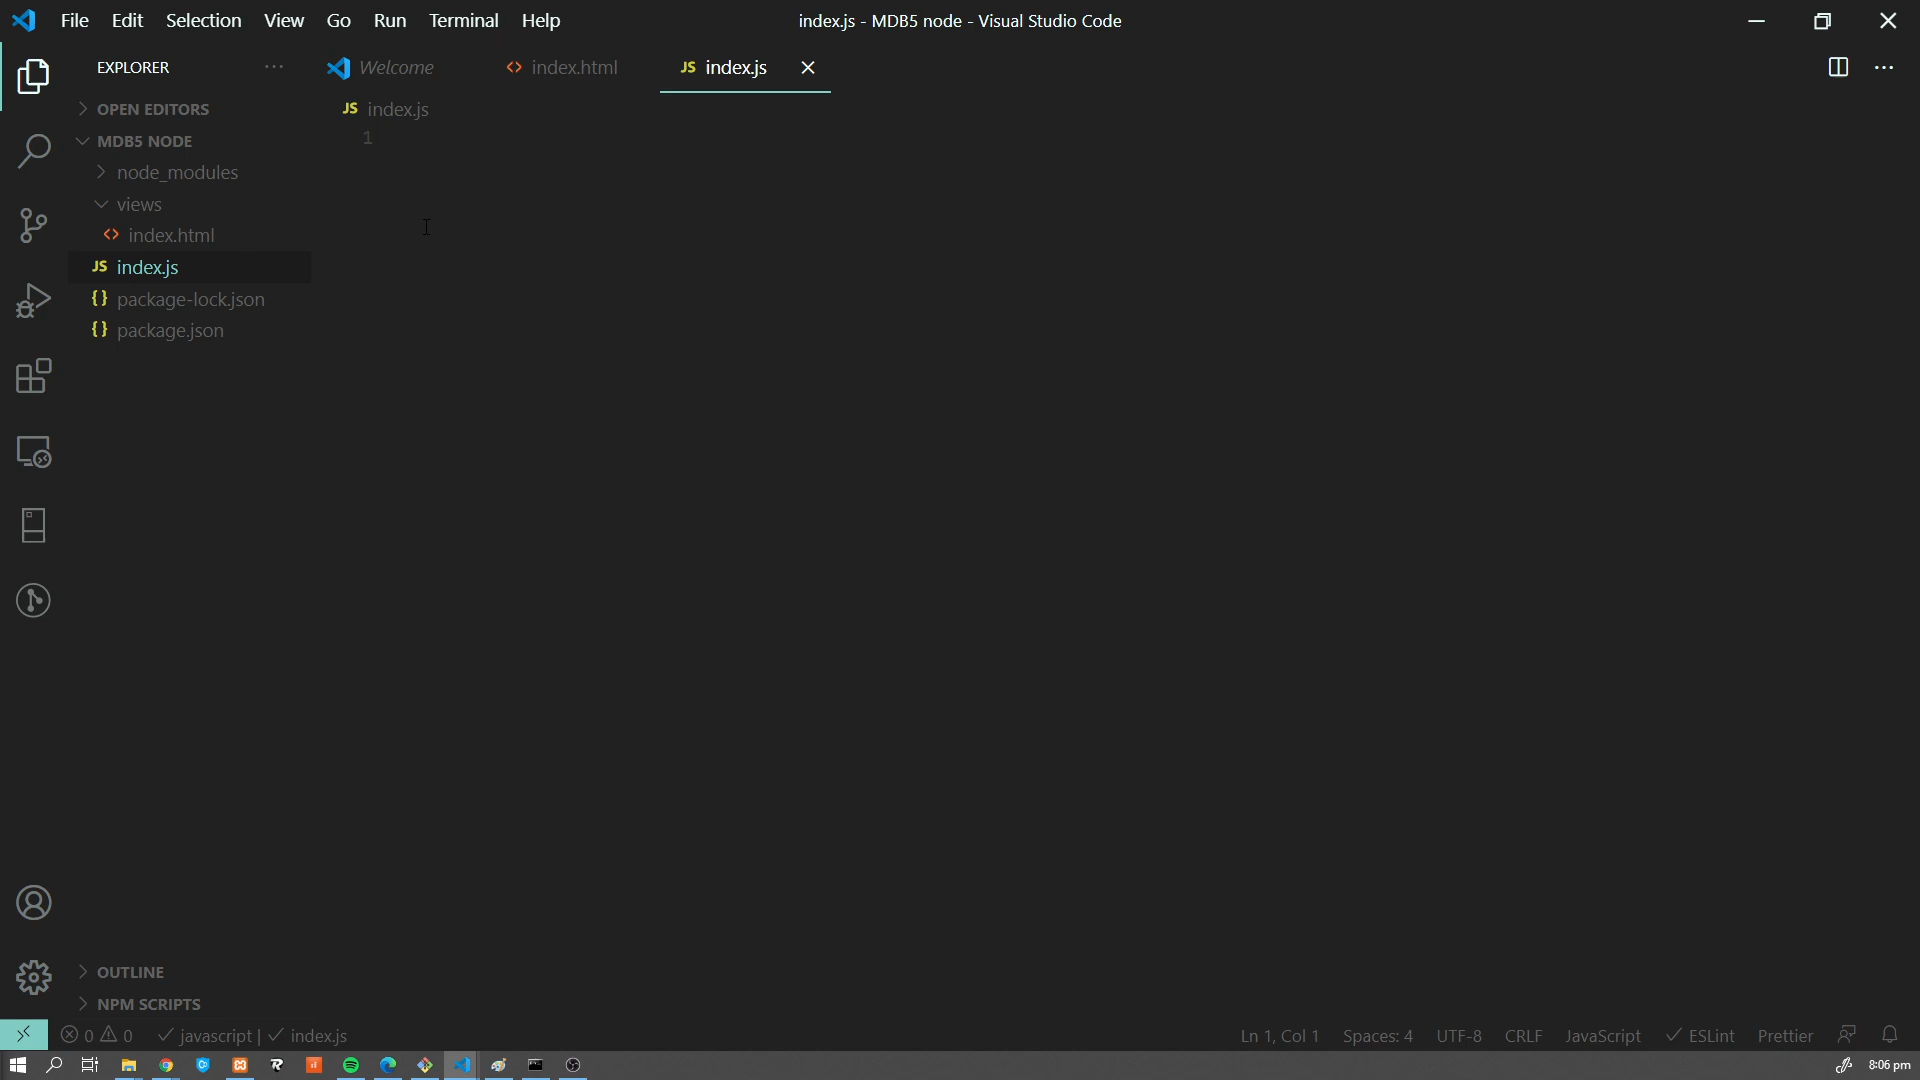 File Edit Selection View Go Run Terminal Help
index.js - MDB5 node - Visual Studio Code
EXPLORER
Welcome
index.html
JS index.js
OPEN EDITORS
JS index.js
1
MDB5 NODE
node_modules
views
index.html
JS index.js
{} package-lock.json
{} package.json
OUTLINE
NPM SCRIPTS
0 0 javascript | index.js
Ln 1, Col 1 Spaces: 4 UTF-8 CRLF JavaScript ESLint Prettier
8:06 pm